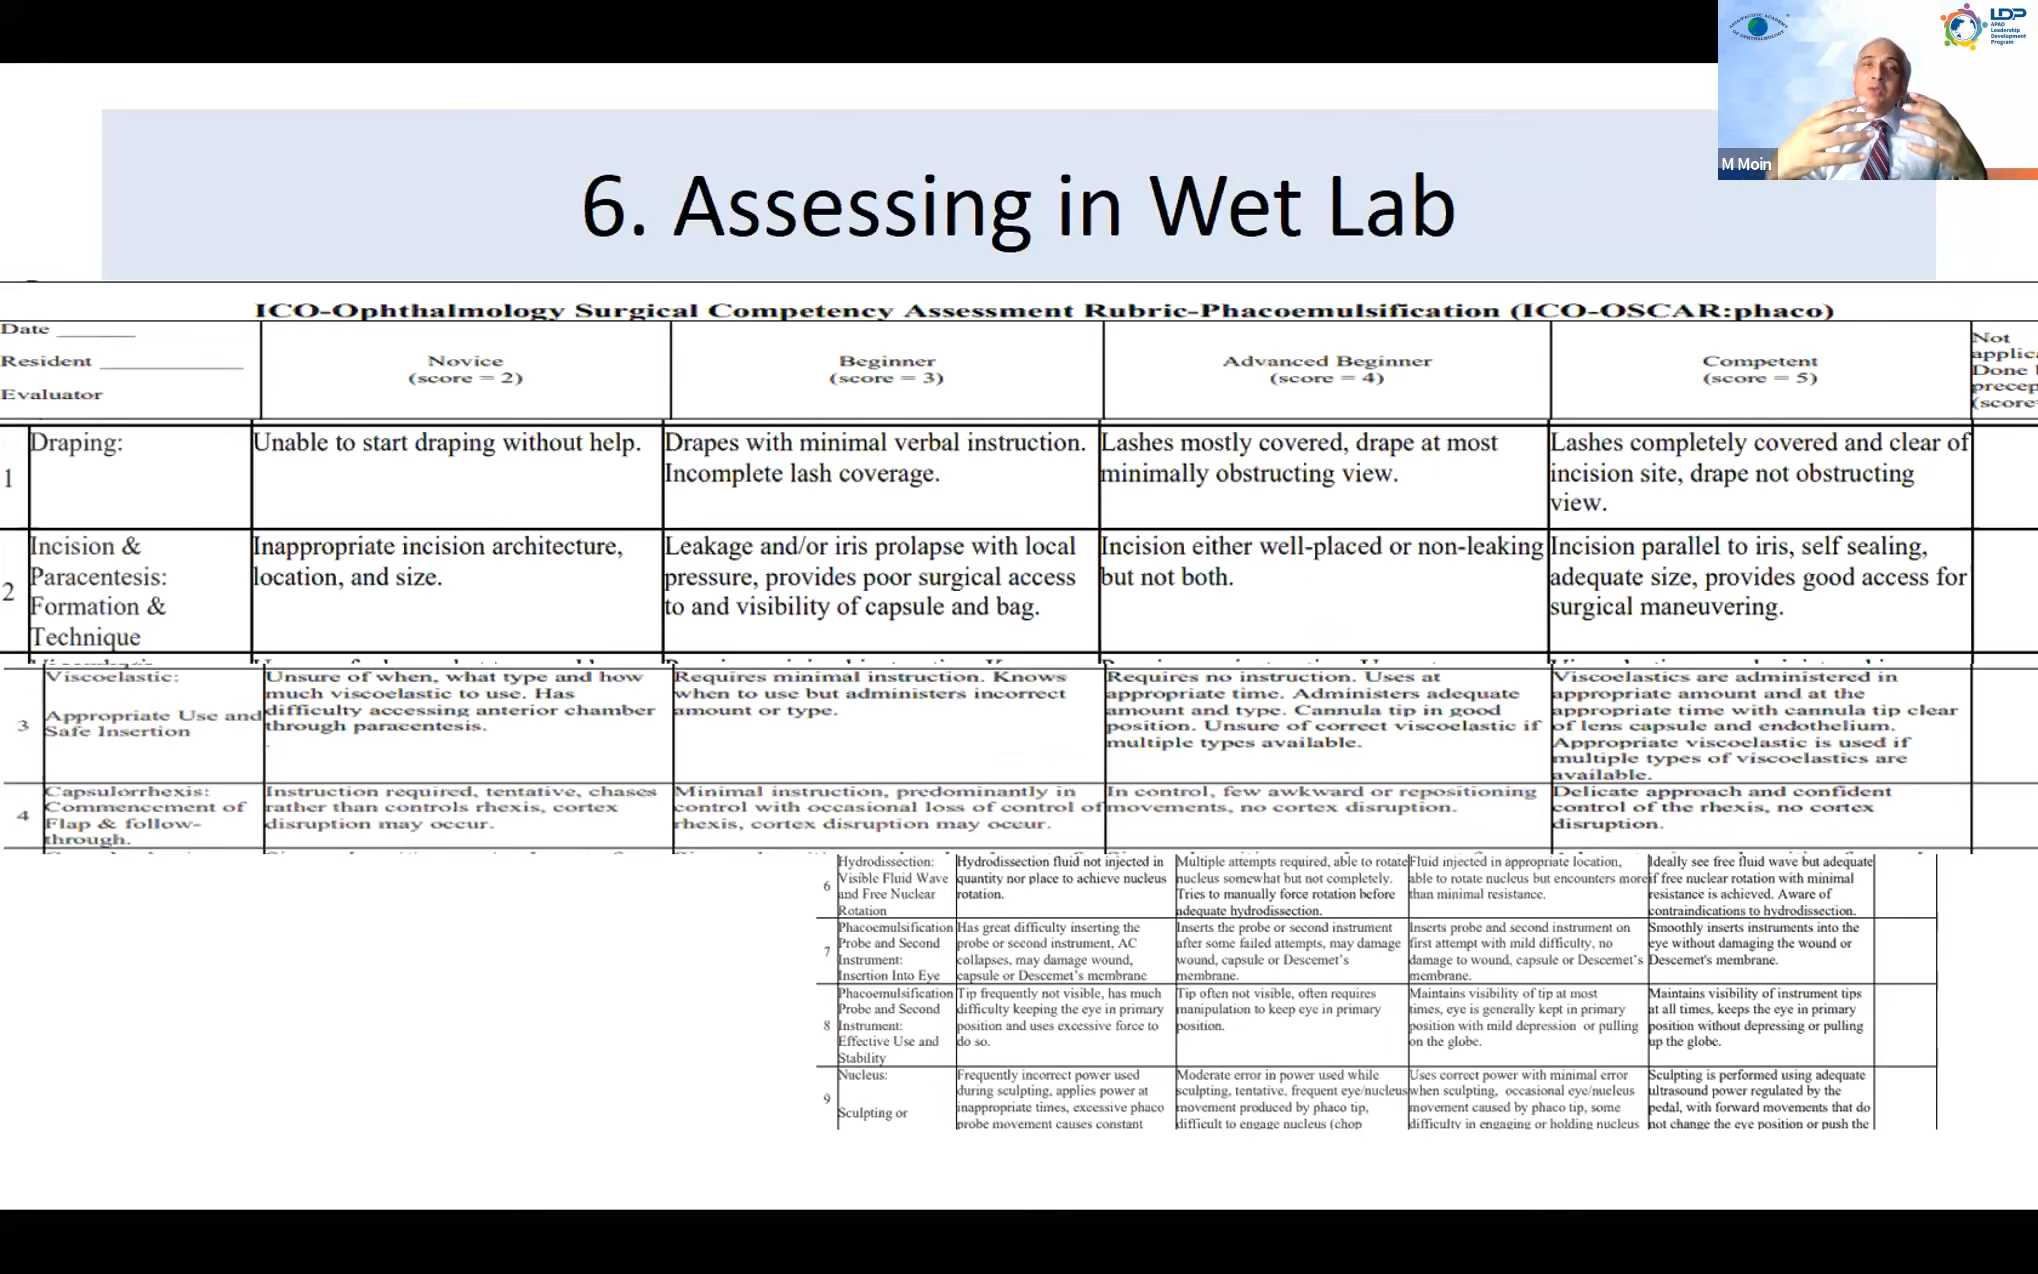 ASIA-PACIFIC ACADEMY
OF OPHTHALMOLOGY
LDP
APAO
Leadership
Development
Program
M Moin
6. Assessing in Wet Lab
ICO-Ophthalmology Surgical Competency Assessment Rubric-Phacoemulsification (ICO-OSCAR:phaco)
Date
Resident
Evaluator
Novice
(score = 2)
Beginner
(score = 3)
Advanced Beginner
(score = 4)
Competent
(score = 5)
Not
applic
Done
precep
(score=
1
Draping:
Unable to start draping without help.
Drapes with minimal verbal instruction.
Incomplete lash coverage.
Lashes mostly covered, drape at most
minimally obstructing view.
Lashes completely covered and clear of
incision site, drape not obstructing
view.
2
Incision &
Paracentesis:
Formation &
Technique
Inappropriate incision architecture,
location, and size.
Leakage and/or iris prolapse with local
pressure, provides poor surgical access
to and visibility of capsule and bag.
Incision either well-placed or non-leaking
but not both.
Incision parallel to iris, self sealing,
adequate size, provides good access for
surgical maneuvering.
3
Viscoelastic:
Appropriate Use and
Safe Insertion
Unsure of when, what type and how
much viscoelastic to use. Has
difficulty accessing anterior chamber
through paracentesis.
Requires minimal instruction. Knows
when to use but administers incorrect
amount or type.
Requires no instruction. Uses at
appropriate time. Administers adequate
amount and type. Cannula tip in good
position. Unsure of correct viscoelastic if
multiple types available.
Viscoelastics are administered in
appropriate amount and at the
appropriate time with cannula tip clear
of lens capsule and endothelium.
Appropriate viscoelastic is used if
multiple types of viscoelastics are
available.
4
Capsulorrhexis:
Commencement of
Flap & follow-
through.
Instruction required, tentative, chases
rather than controls rhexis, cortex
disruption may occur.
Minimal instruction, predominantly in
control with occasional loss of control of
rhexis, cortex disruption may occur.
In control, few awkward or repositioning
movements, no cortex disruption.
Delicate approach and confident
control of the rhexis, no cortex
disruption.
6
Hydrodissection:
Visible Fluid Wave
and Free Nuclear
Rotation
Hydrodissection fluid not injected in
quantity nor place to achieve nucleus
rotation.
Multiple attempts required, able to rotate
nucleus somewhat but not completely.
Tries to manually force rotation before
adequate hydrodissection.
Fluid injected in appropriate location,
able to rotate nucleus but encounters more
than minimal resistance.
Ideally see free fluid wave but adequate
if free nuclear rotation with minimal
resistance is achieved. Aware of
contraindications to hydrodissection.
7
Phacoemulsification
Probe and Second
Instrument:
Insertion Into Eye
Has great difficulty inserting the
probe or second instrument, AC
collapses, may damage wound,
capsule or Descemet's membrane
Inserts the probe or second instrument
after some failed attempts, may damage
wound, capsule or Descemet's
membrane.
Inserts probe and second instrument on
first attempt with mild difficulty, no
damage to wound, capsule or Descemet's
membrane.
Smoothly inserts instruments into the
eye without damaging the wound or
Descemet's membrane.
8
Phacoemulsification
Probe and Second
Instrument:
Effective Use and
Stability
Tip frequently not visible, has much
difficulty keeping the eye in primary
position and uses excessive force to
do so.
Tip often not visible, often requires
manipulation to keep eye in primary
position.
Maintains visibility of tip at most
times, eye is generally kept in primary
position with mild depression or pulling
on the globe.
Maintains visibility of instrument tips
at all times, keeps the eye in primary
position without depressing or pulling
up the globe.
9
Nucleus:
Sculpting or
Frequently incorrect power used
during sculpting, applies power at
inappropriate times, excessive phaco
probe movement causes constant
Moderate error in power used while
sculpting, tentative, frequent eye/nucleus
movement produced by phaco tip,
difficult to engage nucleus (chop
Uses correct power with minimal error
when sculpting, occasional eye/nucleus
movement caused by phaco tip, some
difficulty in engaging or holding nucleus
Sculpting is performed using adequate
ultrasound power regulated by the
pedal, with forward movements that do
not change the eye position or push the